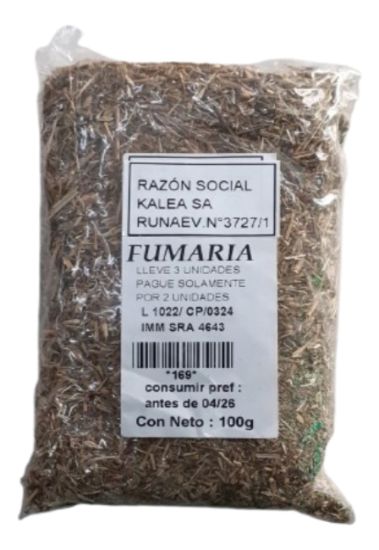 RAZÓN SOCIAL
KALEA SA
RUNAEV.N°3727/1
FUMARIA
LLEVE 3 UNIDADES
PAGUE SOLAMENTE
POR 2 UNIDADES
L 1022/ CP/0324
IMM SRA 4643
*169*
consumir pref :
antes de 04/26
Con Neto : 100g